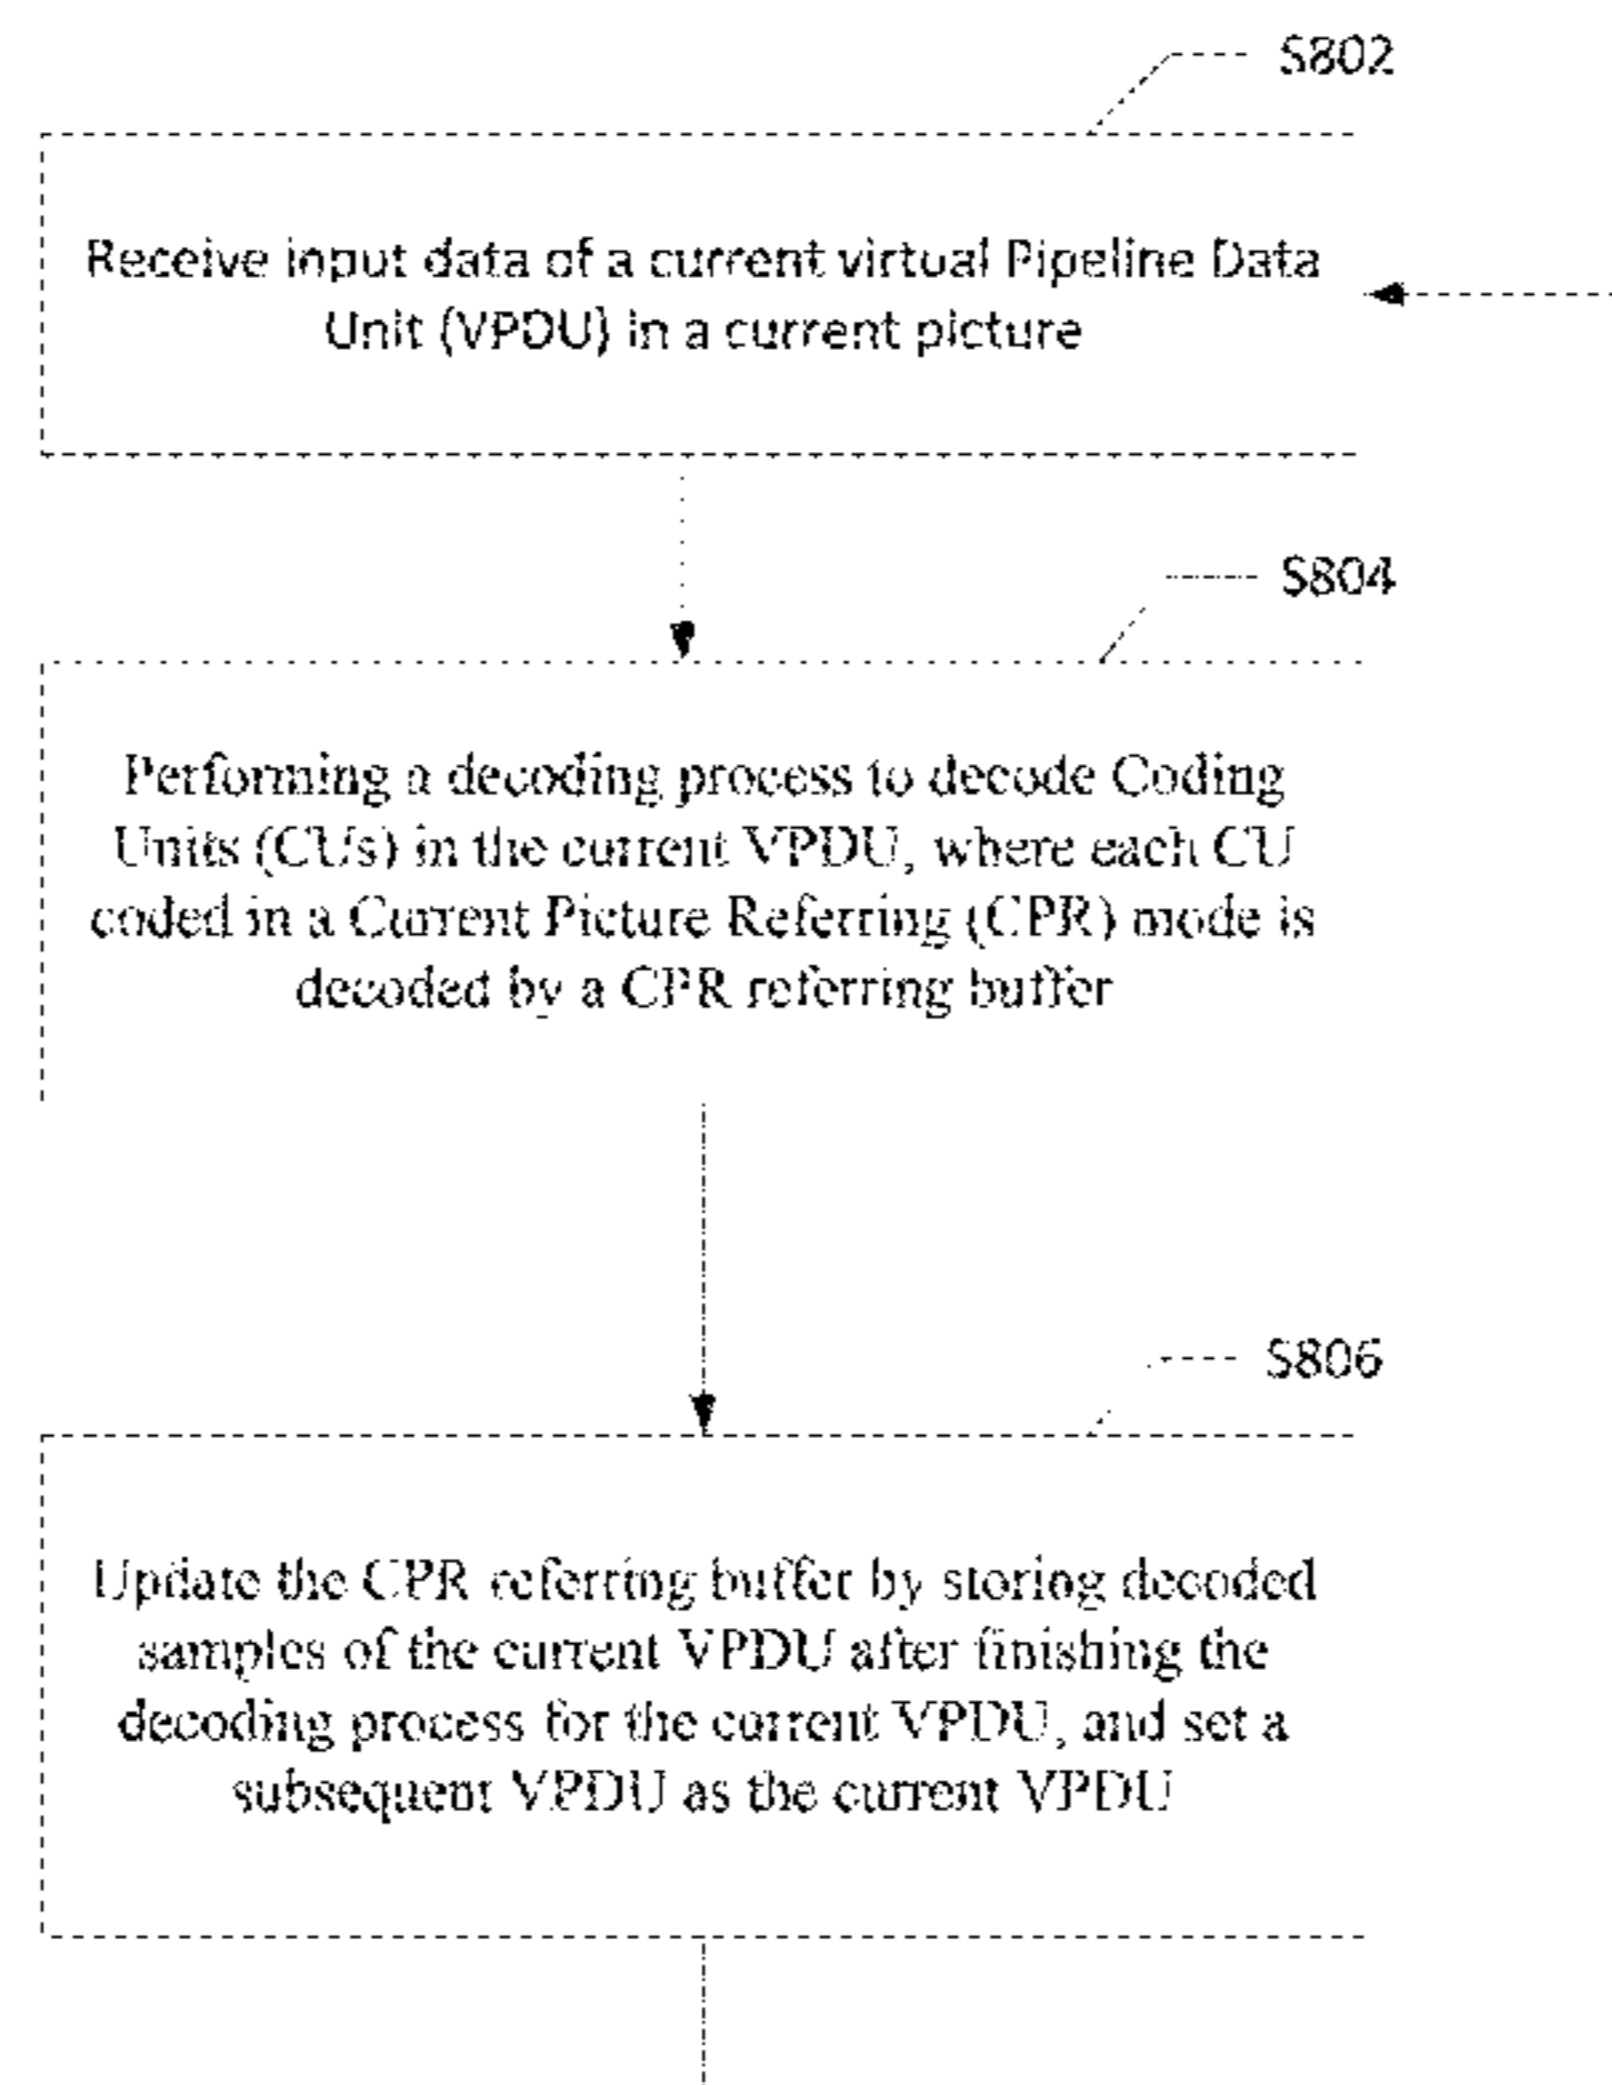 S802
Receive input data of a current virtual Pipeline Data
Unit (VPDU) in a current picture
S804
Performing a decoding process to decode Coding
Units (CUs) in the current VPDU, where each CU
coded in a Current Picture Referring (CPR) mode is
decoded by a CPR referring buffer
S806
Update the CPR referring buffer by storing decoded
samples of the current VPDU after finishing the
decoding process for the current VPDU, and set a
subsequent VPDU as the current VPDU